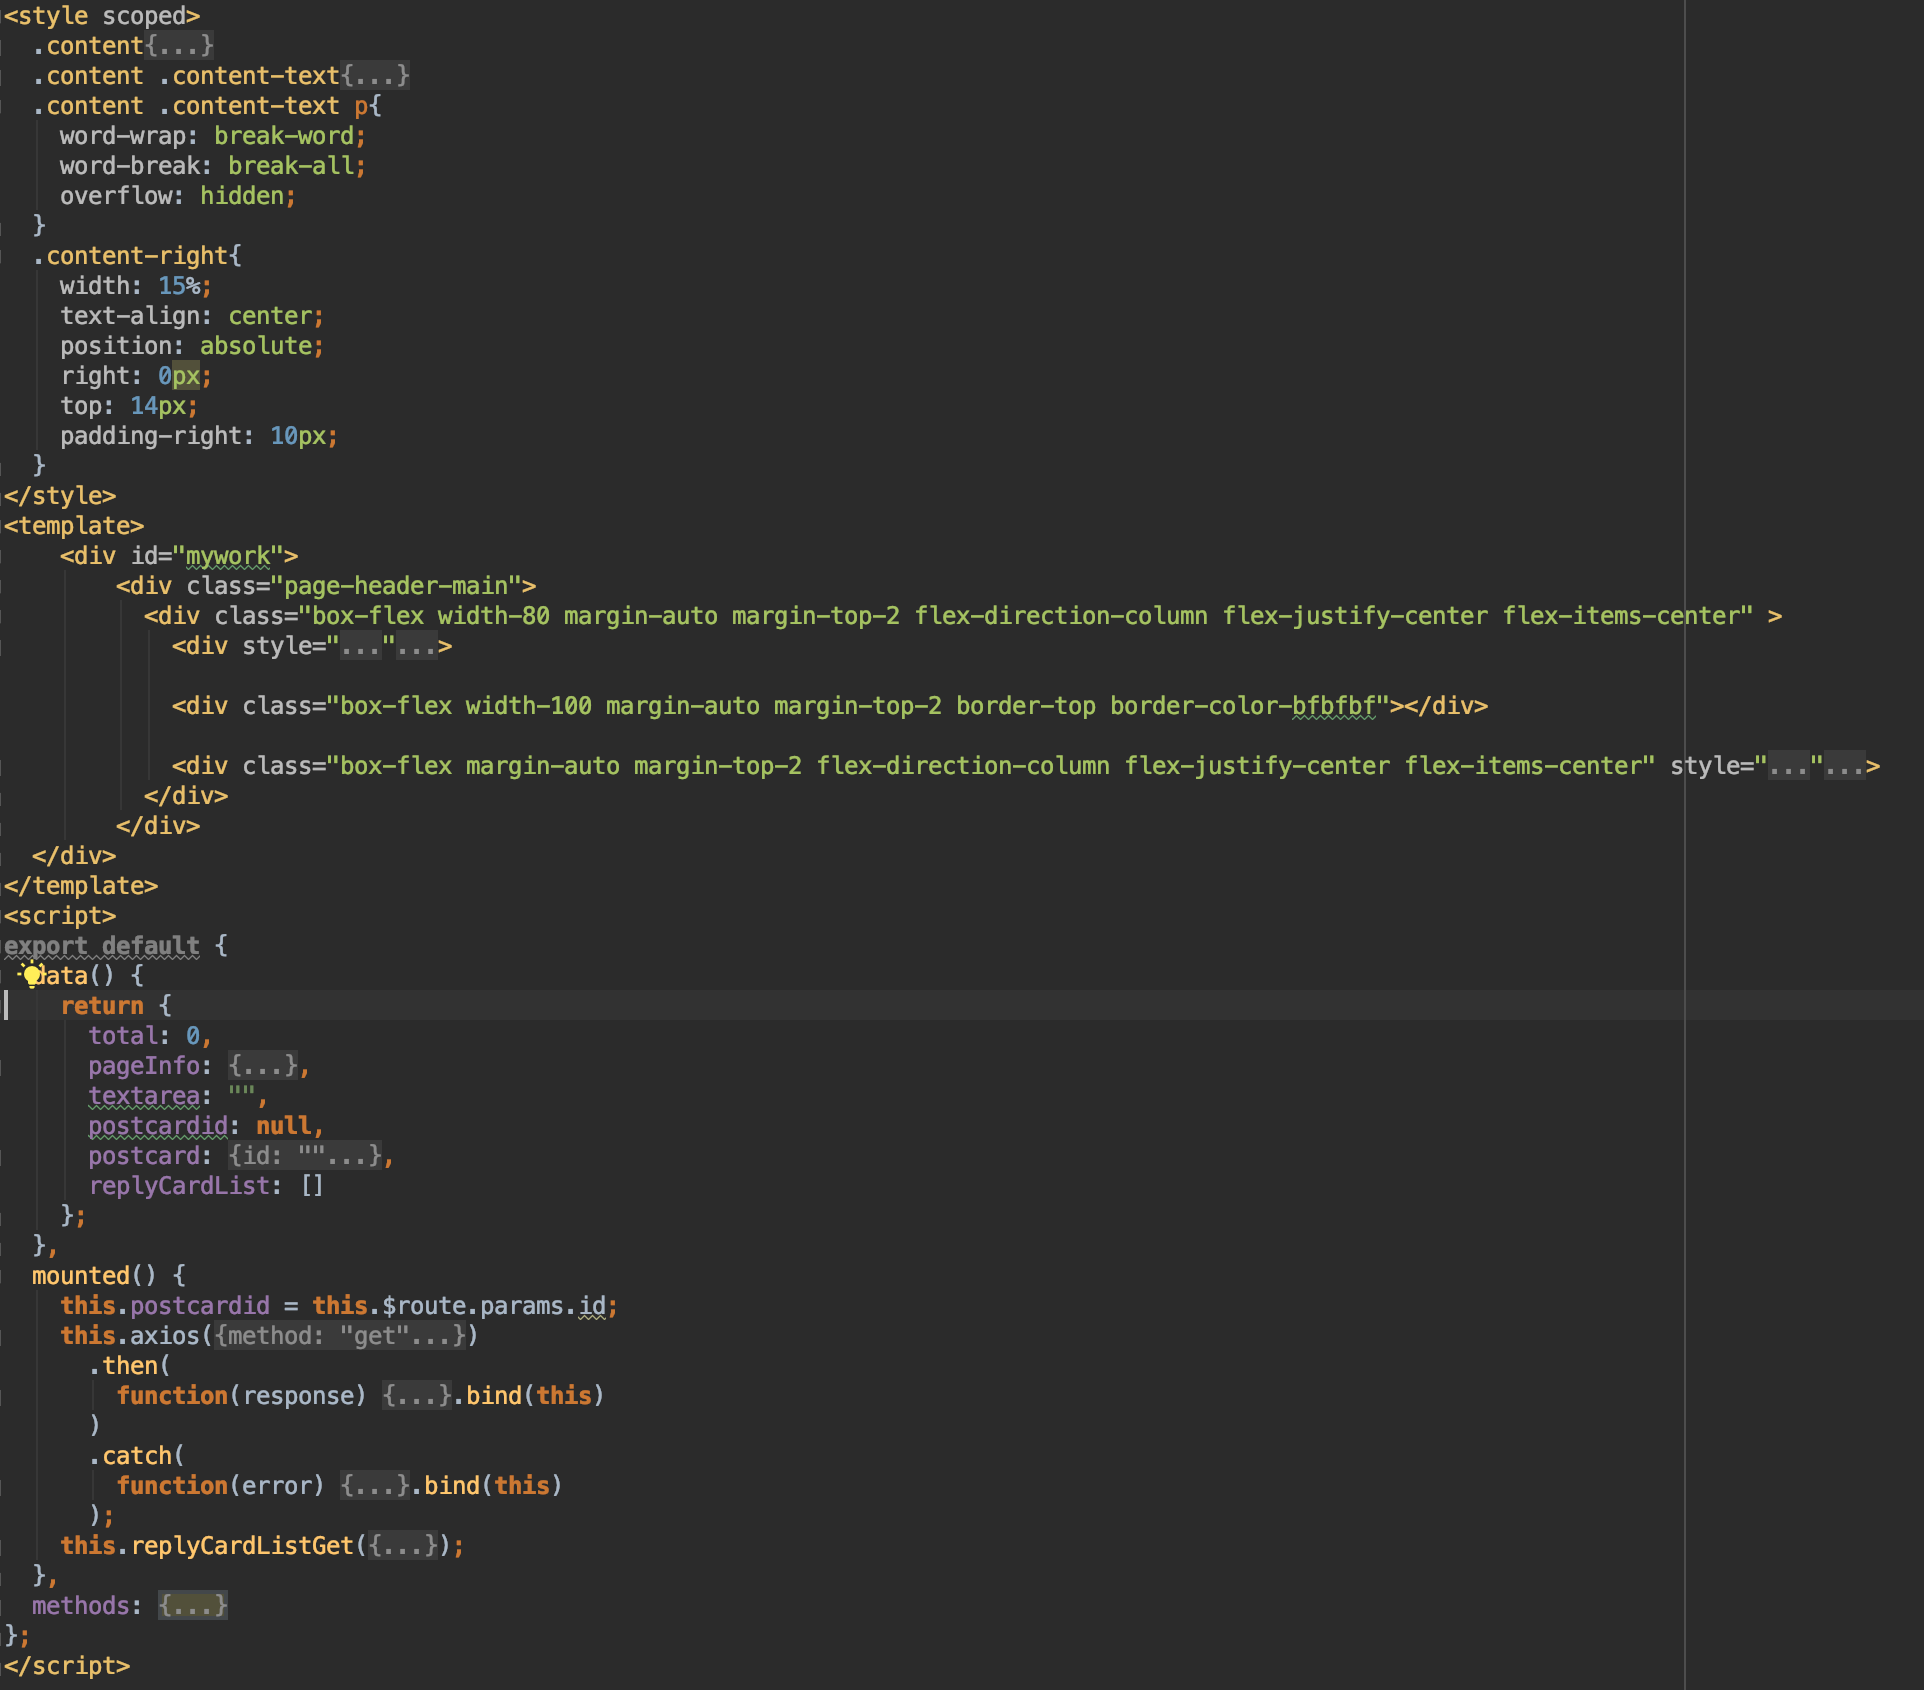 <style scoped>
.content{...}
.content .content-text{...}
.content .content-text p{
word-wrap: break-word;
word-break: break-all;
overflow: hidden;
}
.content-right{
width: 15%;
text-align: center;
position: absolute;
right: 0px;
top: 14px;
padding-right: 10px;
}
</style>
<template>
<div id="mywork">
<div class="page-header-main">
<div class="box-flex width-80 margin-auto margin-top-2 flex-direction-column flex-justify-center flex-items-center" >
<div style="..."...>
<div class="box-flex width-100 margin-auto margin-top-2 border-top border-color-bfbfbf"></div>
<div class="box-flex margin-auto margin-top-2 flex-direction-column flex-justify-center flex-items-center" style="..."...>
</div>
</div>
</div>
</template>
<script>
export default {
data() {
return {
total: 0,
pageInfo: {...},
textarea: "",
postcardid: null,
postcard: {id: ""...},
replyCardList: []
};
},
mounted() {
this.postcardid = this.$route.params.id;
this.axios({method: "get"...})
.then(
function(response) {...}.bind(this)
)
.catch(
function(error) {...}.bind(this)
);
this.replyCardListGet({...});
},
methods: {...}
};
</script>